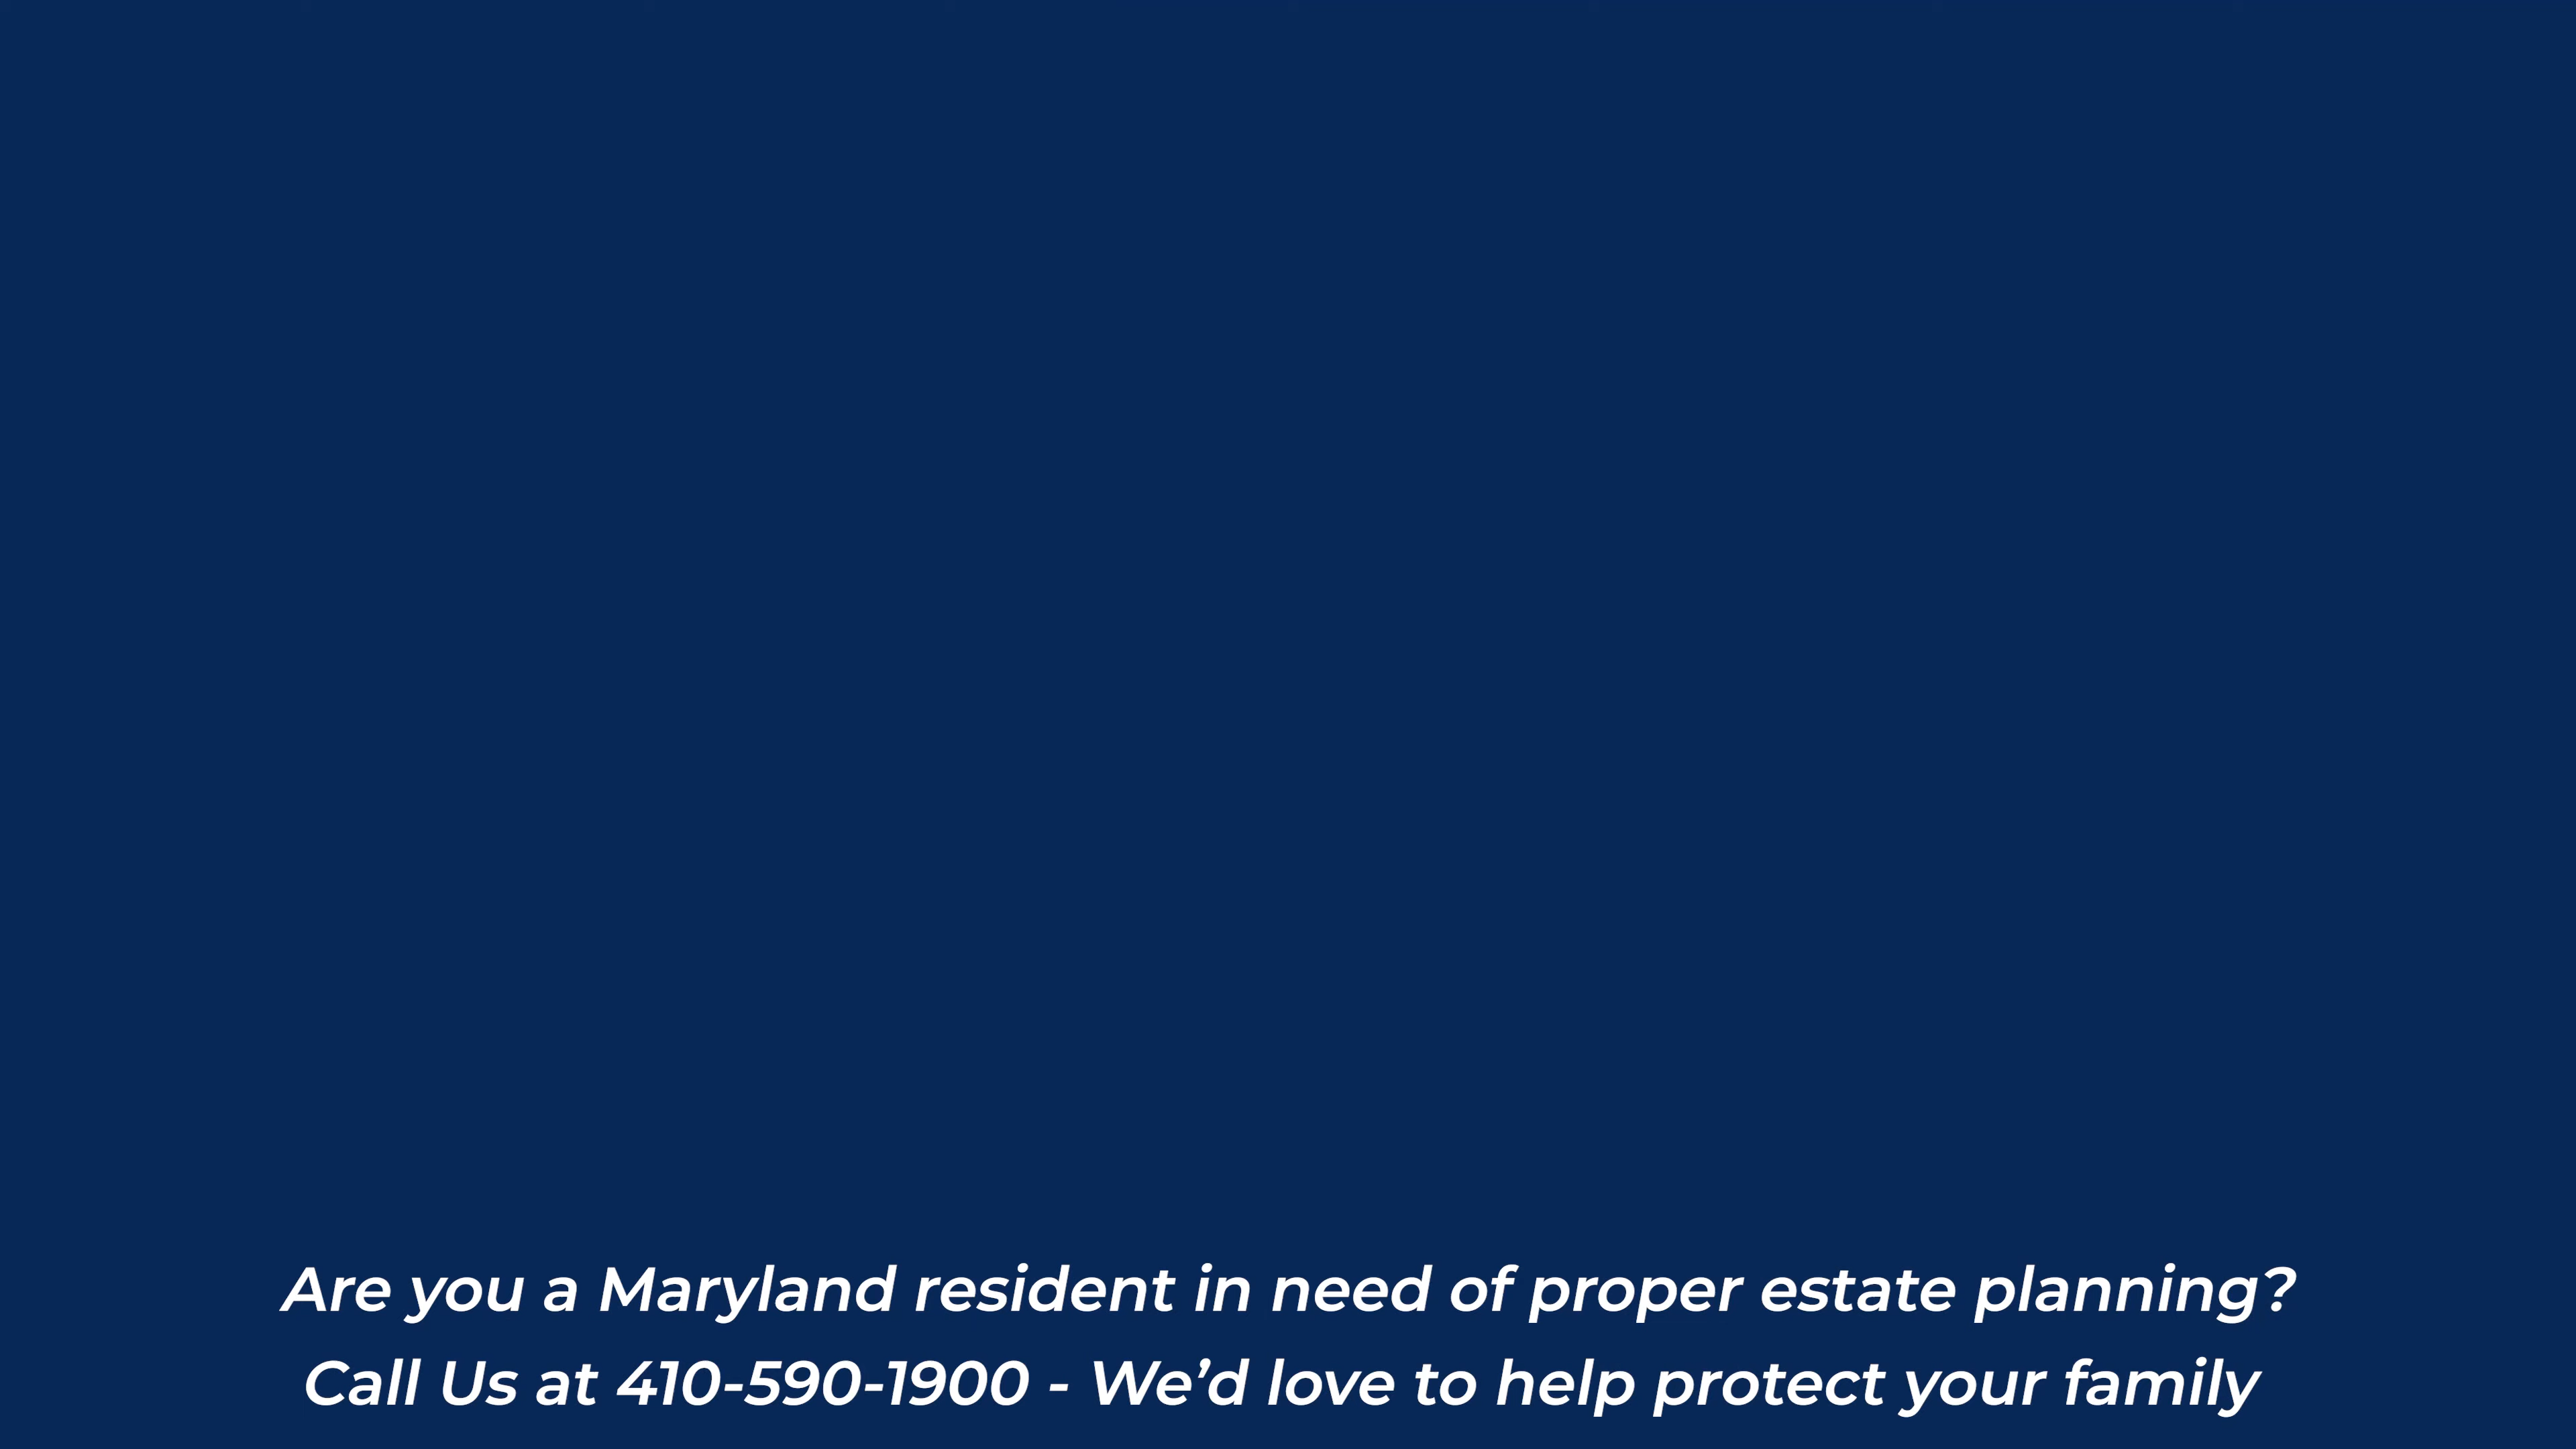 Are you a Maryland resident in need of proper estate planning?
Call Us at 410-590-1900 - We’d love to help protect your family